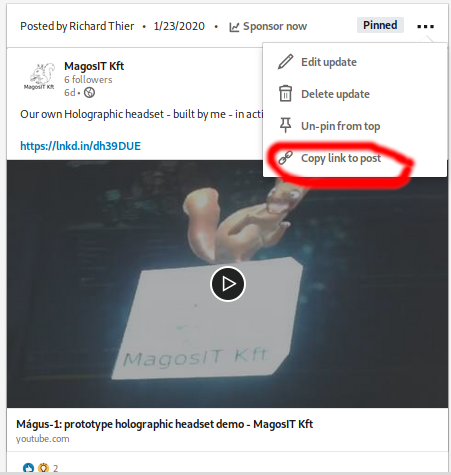 Posted by Richard Thier • 1/23/2020 • Sponsor now Pinned
Edit update
Delete update
Un-pin from top
Copy link to post
MagosIT Kft
MagosIT Kft
6 followers
6d •
Our own Holographic headset - built by me - in acti
https://lnkd.in/dh39DUE
MagosIT Kft
Mágus-1: prototype holographic headset demo - MagosIT Kft
youtube.com
2